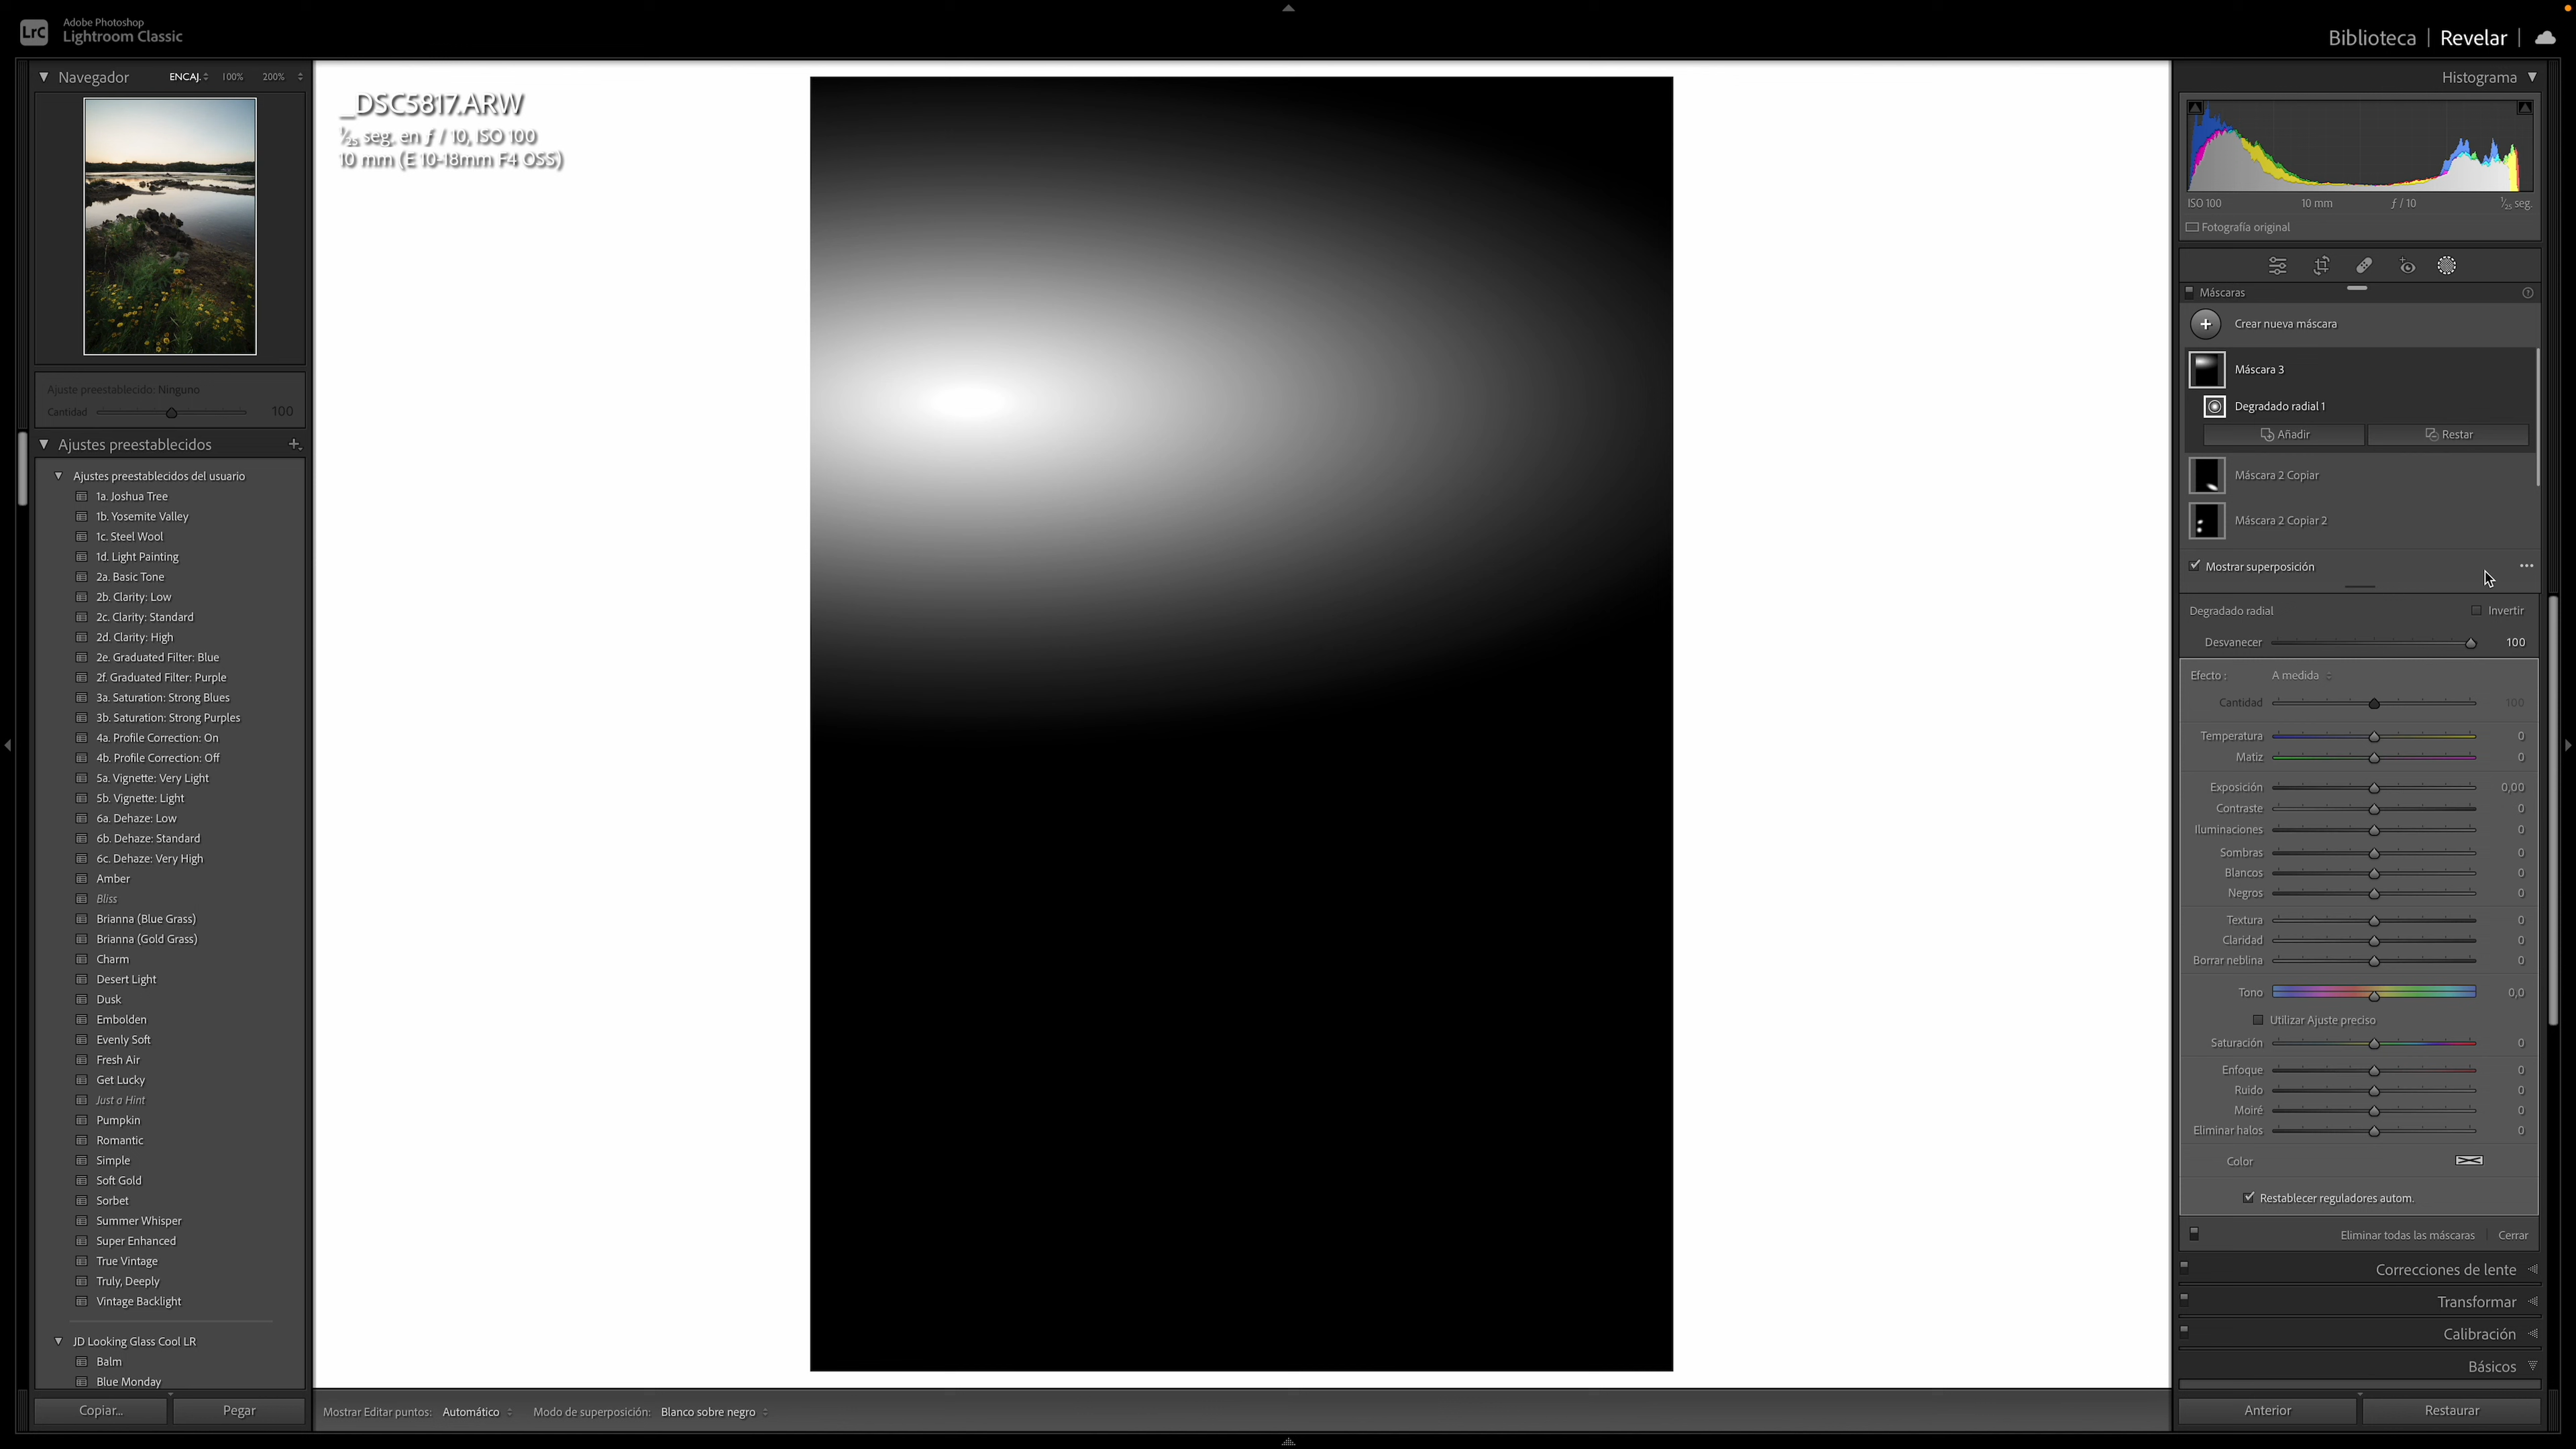 LrC
Adobe Photoshop
Lightroom Classic
Biblioteca | Revelar
Navegador ENCAJ. 100% 200%
Ajuste preestablecido: Ninguno
Cantidad 100
Ajustes preestablecidos
Ajustes preestablecidos del usuario
1a. Joshua Tree
1b. Yosemite Valley
1c. Steel Wool
1d. Light Painting
2a. Basic Tone
2b. Clarity: Low
2c. Clarity: Standard
2d. Clarity: High
2e. Graduated Filter: Blue
2f. Graduated Filter: Purple
3a. Saturation: Strong Blues
3b. Saturation: Strong Purples
4a. Profile Correction: On
4b. Profile Correction: Off
5a. Vignette: Very Light
5b. Vignette: Light
6a. Dehaze: Low
6b. Dehaze: Standard
6c. Dehaze: Very High
Amber
Bliss
Brianna (Blue Grass)
Brianna (Gold Grass)
Charm
Desert Light
Dusk
Embolden
Evenly Soft
Fresh Air
Get Lucky
Just a Hint
Pumpkin
Romantic
Simple
Soft Gold
Sorbet
Summer Whisper
Super Enhanced
True Vintage
Truly, Deeply
Vintage Backlight
JD Looking Glass Cool LR
Balm
Blue Monday
Copiar... Pegar
_DSC5817.ARW
1/25 seg. en ƒ / 10, ISO 100
10 mm (E 10-18mm F4 OSS)
Mostrar Editar puntos: Automático Modo de superposición: Blanco sobre negro
Histograma
ISO 100 10 mm ƒ / 10 1/25 seg.
Fotografía original
Máscaras
Crear nueva máscara
Máscara 3
Degradado radial 1
Añadir Restar
Máscara 2 Copiar
Máscara 2 Copiar 2
Mostrar superposición
Degradado radial Invertir
Desvanecer 100
Efecto : A medida
Cantidad 100
Temperatura 0
Matiz 0
Exposición 0,00
Contraste 0
Iluminaciones 0
Sombras 0
Blancos 0
Negros 0
Textura 0
Claridad 0
Borrar neblina 0
Tono 0,0
Utilizar Ajuste preciso
Saturación 0
Enfoque 0
Ruido 0
Moiré 0
Eliminar halos 0
Color
Restablecer reguladores autom.
Eliminar todas las máscaras Cerrar
Correcciones de lente
Transformar
Calibración
Básicos
Anterior Restaurar